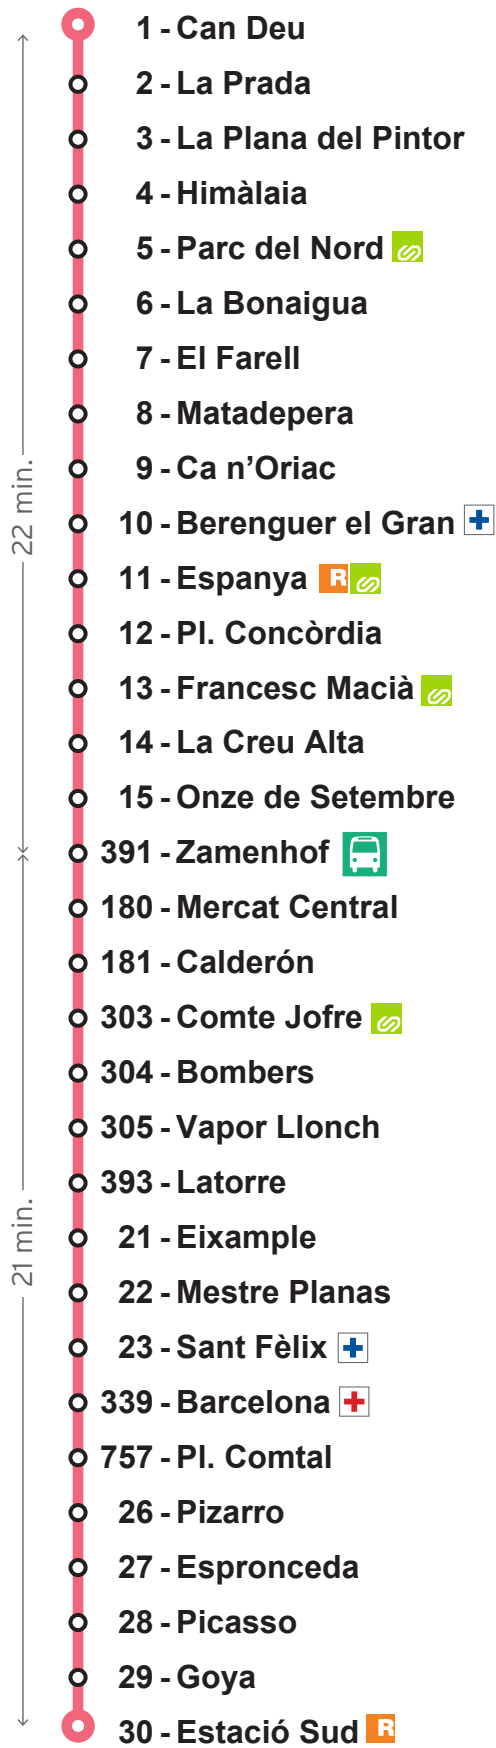 1 - Can Deu
2 - La Prada
3 - La Plana del Pintor
4 - Himàlaia
5 - Parc del Nord
6 - La Bonaigua
7 - El Farell
8 - Matadepera
9 - Ca n’Oriac
22 min.
10 - Berenguer el Gran
11 - Espanya R
12 - Pl. Concòrdia
13 - Francesc Macià
14 - La Creu Alta
15 - Onze de Setembre
391 - Zamenhof
180 - Mercat Central
181 - Calderón
303 - Comte Jofre
304 - Bombers
305 - Vapor Llonch
393 - Latorre
21 - Eixample
21 min.
22 - Mestre Planas
23 - Sant Fèlix
339 - Barcelona
757 - Pl. Comtal
26 - Pizarro
27 - Espronceda
28 - Picasso
29 - Goya
30 - Estació Sud R